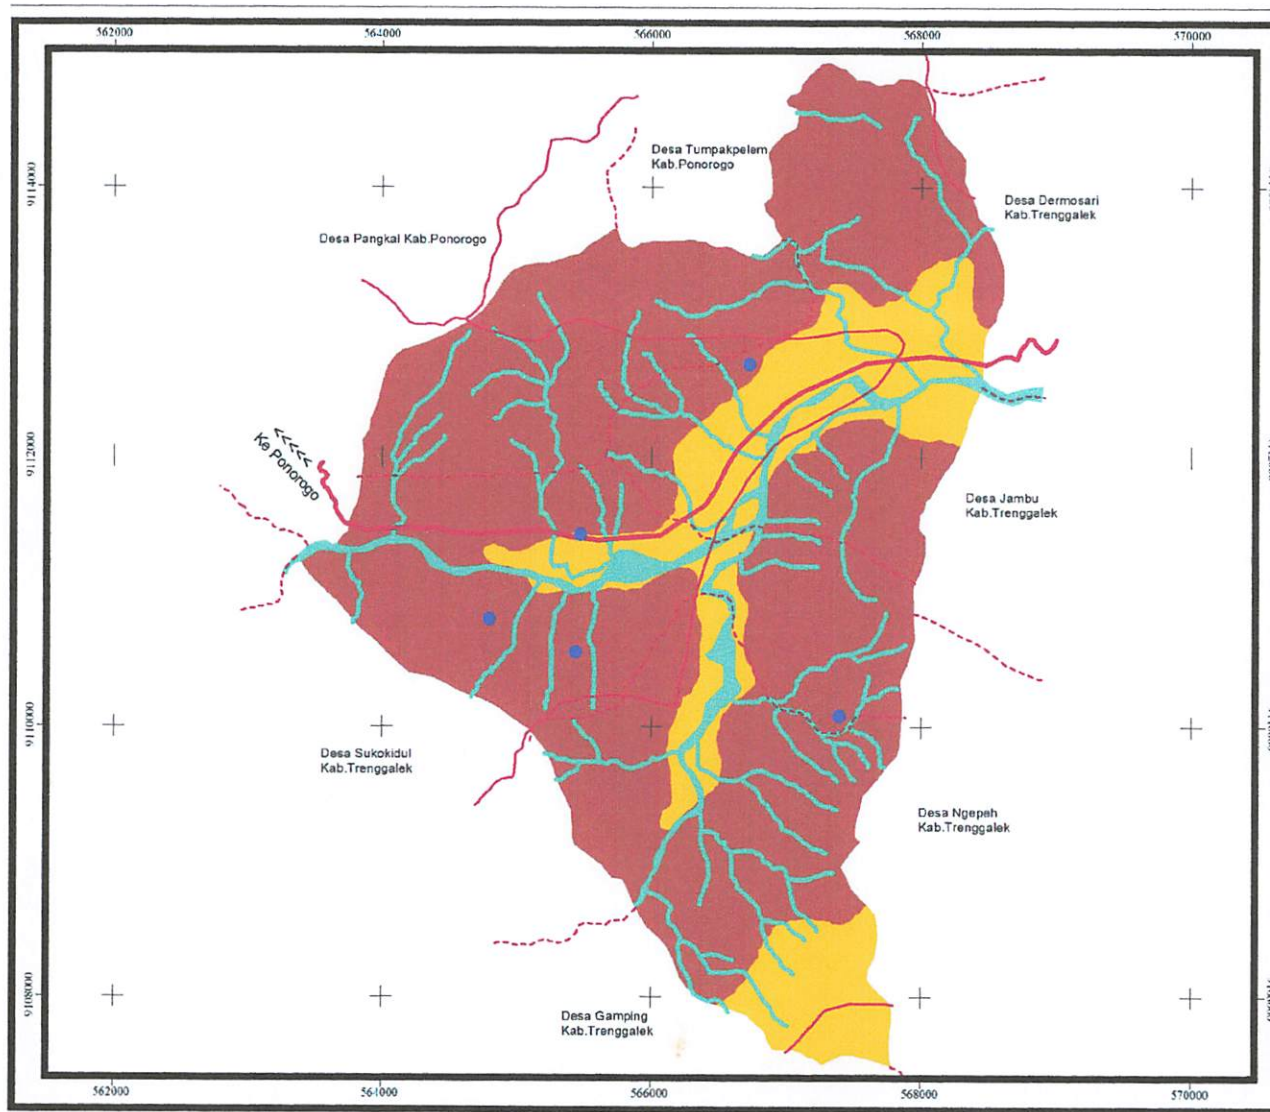 562000
564000
566000
568000
570000
9114000
Desa Tumpakpelem
Kab.Ponorogo
Desa Dermosari
Kab.Trenggalek
Desa Pangkal Kab.Ponorogo
9112000
<<<<<
Ke Ponorogo
Desa Jambu
Kab.Trenggalek
9110000
Desa Sukokidul
Kab.Trenggalek
Desa Ngepeh
Kab.Trenggalek
9108000
Desa Gamping
Kab.Trenggalek
562000
564000
566000
568000
570000